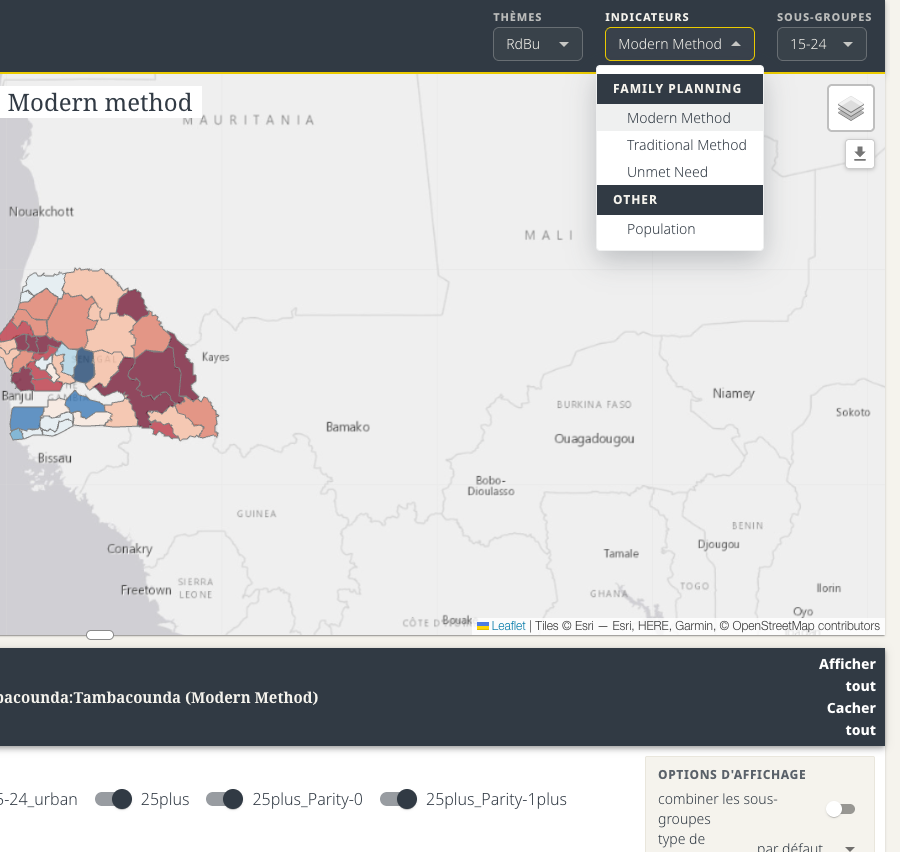 THÈMES
INDICATEURS
SOUS-GROUPES
RdBu
Modern Method
15-24
FAMILY PLANNING
Modern Method
Traditional Method
Unmet Need
OTHER
Population
Modern method
MAURITANIA
Nouakchott
MALI
Kayes
Banjul
Niamey
BURKINA FASO
Sokoto
Bamako
Ouagadougou
Bissau
Bobo-
Dioulasso
GUINEA
BENIN
Conakry
Djougou
Tamale
SIERRA
LEONE
Freetown
GHANA
TOGO
Ilorin
Oyo
Bouak
Leaflet | Tiles © Esri — Esri, HERE, Garmin, © OpenStreetMap contributors
bacounda:Tambacounda (Modern Method)
Afficher
tout
Cacher
tout
5-24_urban
25plus
25plus_Parity-0
25plus_Parity-1plus
OPTIONS D'AFFICHAGE
combiner les sous-
groupes
type de
par défaut